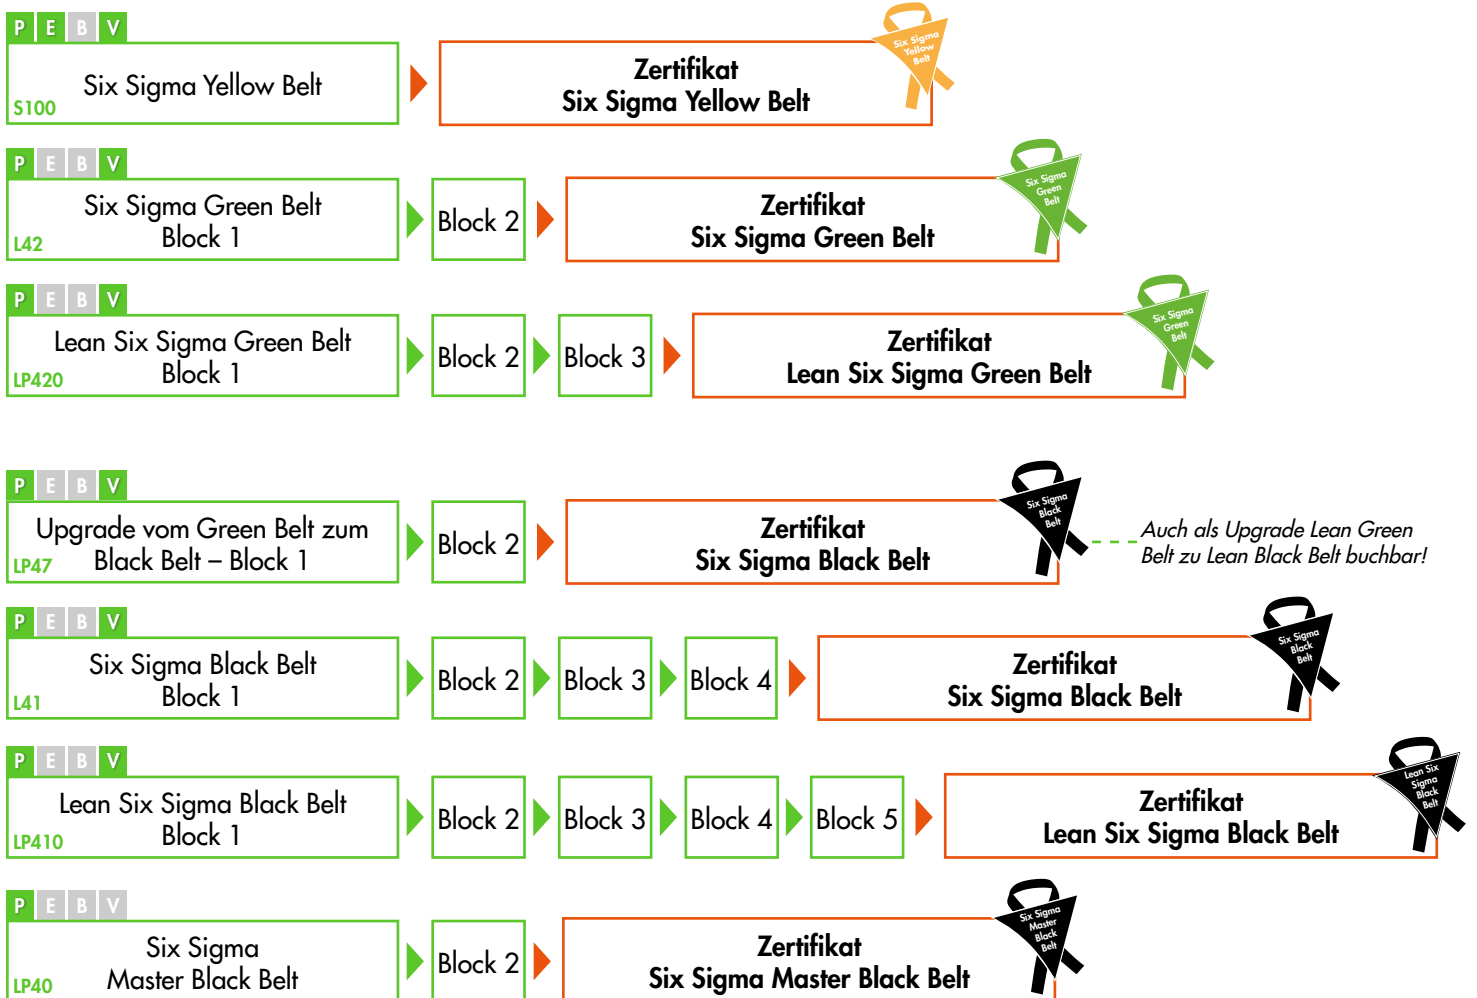 P E B V
Six Sigma Yellow Belt
S100
Zertifikat
Six Sigma Yellow Belt
Six Sigma
Yellow
Belt
P E B V
Six Sigma Green Belt
Block 1
L42
Block 2
Zertifikat
Six Sigma Green Belt
Six Sigma
Green
Belt
P E B V
Lean Six Sigma Green Belt
Block 1
LP420
Block 2
Block 3
Zertifikat
Lean Six Sigma Green Belt
Six Sigma
Green
Belt
P E B V
Upgrade vom Green Belt zum
Black Belt – Block 1
LP47
Block 2
Zertifikat
Six Sigma Black Belt
Six Sigma
Black
Belt
Auch als Upgrade Lean Green
Belt zu Lean Black Belt buchbar!
P E B V
Six Sigma Black Belt
Block 1
L41
Block 2
Block 3
Block 4
Zertifikat
Six Sigma Black Belt
Six Sigma
Black
Belt
P E B V
Lean Six Sigma Black Belt
Block 1
LP410
Block 2
Block 3
Block 4
Block 5
Zertifikat
Lean Six Sigma Black Belt
Lean Six
Sigma
Black
Belt
P E B V
Six Sigma
Master Black Belt
LP40
Block 2
Zertifikat
Six Sigma Master Black Belt
Six Sigma
Master
Black
Belt